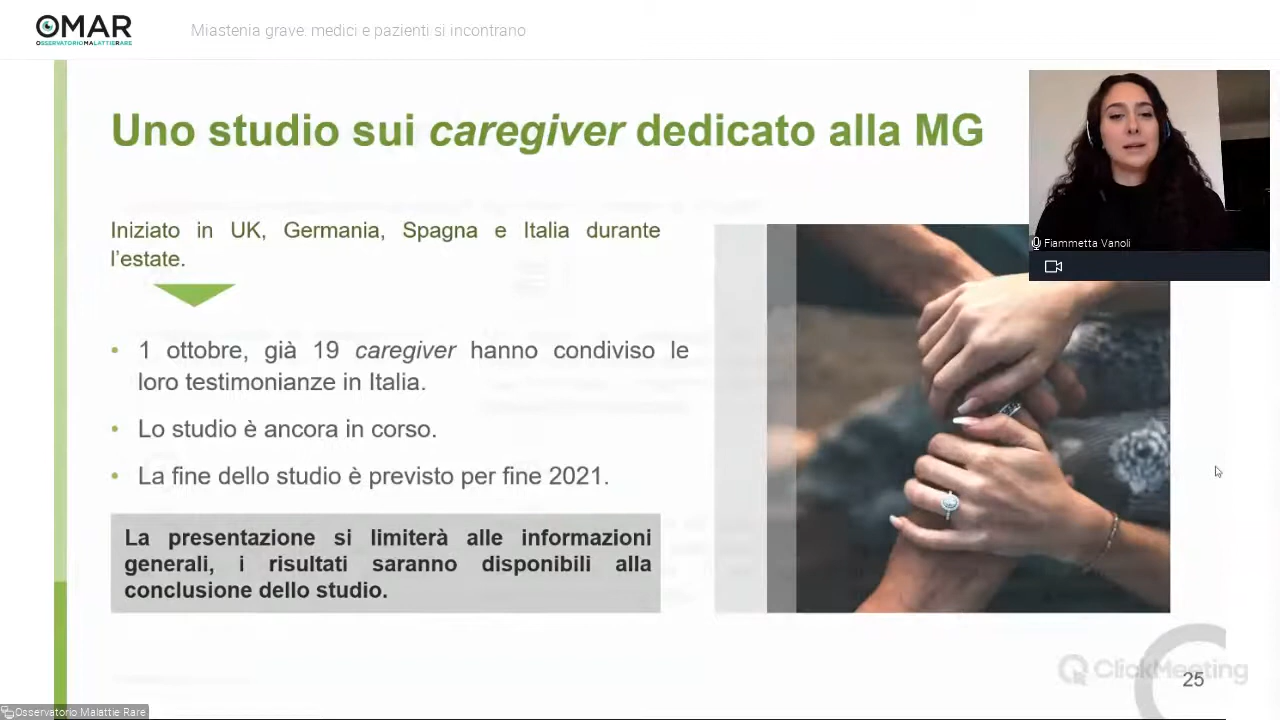 OMAR
OSSERVATORIOMALATTIERARE
Miastenia grave: medici e pazienti si incontrano
Uno studio sui caregiver dedicato alla MG
Iniziato in UK, Germania, Spagna e Italia durante
l'estate.
• 1 ottobre, già 19 caregiver hanno condiviso le
loro testimonianze in Italia.
• Lo studio è ancora in corso.
• La fine dello studio è previsto per fine 2021.
La presentazione si limiterà alle informazioni
generali, i risultati saranno disponibili alla
conclusione dello studio.
Fiammetta Vanoli
ClickMeeting
25
Osservatorio Malattie Rare